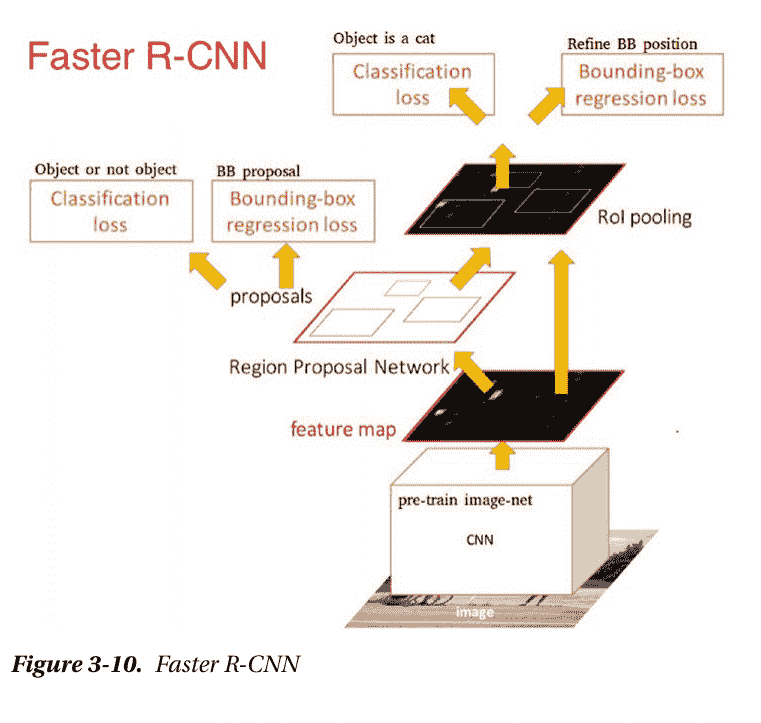 Faster R-CNN
Object is a cat
Classification
loss
Refine BB position
Bounding-box
regression loss
Object or not object
Classification
loss
BB proposal
Bounding-box
regression loss
RoI pooling
proposals
Region Proposal Network
feature map
pre-train image-net
CNN
image
Figure 3-10. Faster R-CNN